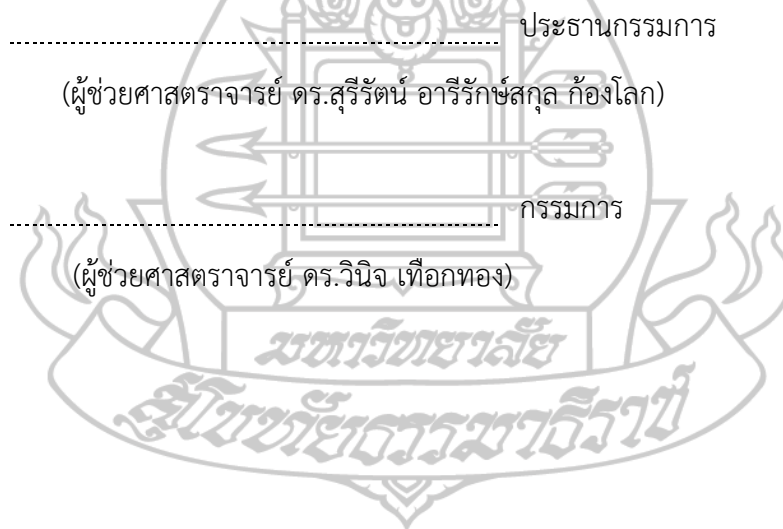 ประธานกรรมการ
(ผู้ช่วยศาสตราจารย์ ดร.สุรีรัตน์ อารีรักษ์สกุล ก้องโลก)
กรรมการ
(ผู้ช่วยศาสตราจารย์ ดร.วินิจ เทือกทอง)
มหาวิทยาลัย
สุโขทัยธรรมาธิราช